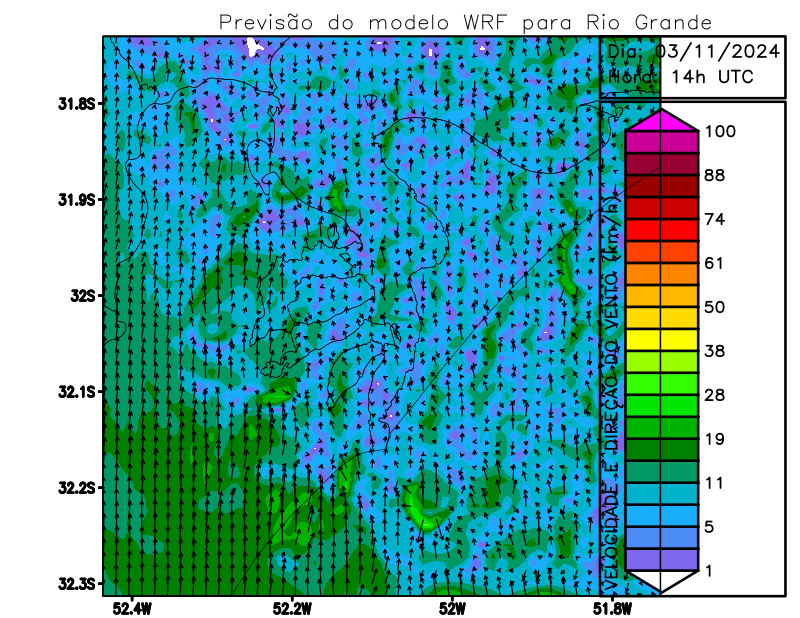 Previsão do modelo WRF para Rio Grande
Dia: 03/11/2024
Hora: 14h UTC
31.8S
31.9S
32S
32.1S
32.2S
32.3S
52.4W
52.2W
52W
51.8W
VELOCIDADE E DIREÇÃO DO VENTO (km/h)
100
88
74
61
50
38
28
19
11
5
1